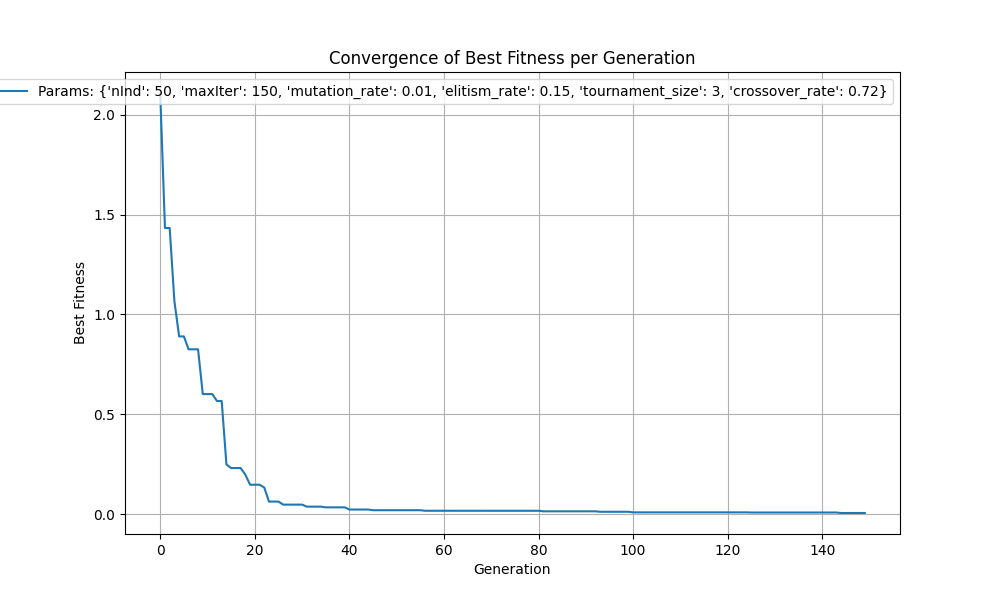 Convergence of Best Fitness per Generation
Params: {'nInd': 50, 'maxIter': 150, 'mutation_rate': 0.01, 'elitism_rate': 0.15, 'tournament_size': 3, 'crossover_rate': 0.72}
2.0
1.5
1.0
0.5
0.0
Best Fitness
0 20 40 60 80 100 120 140
Generation